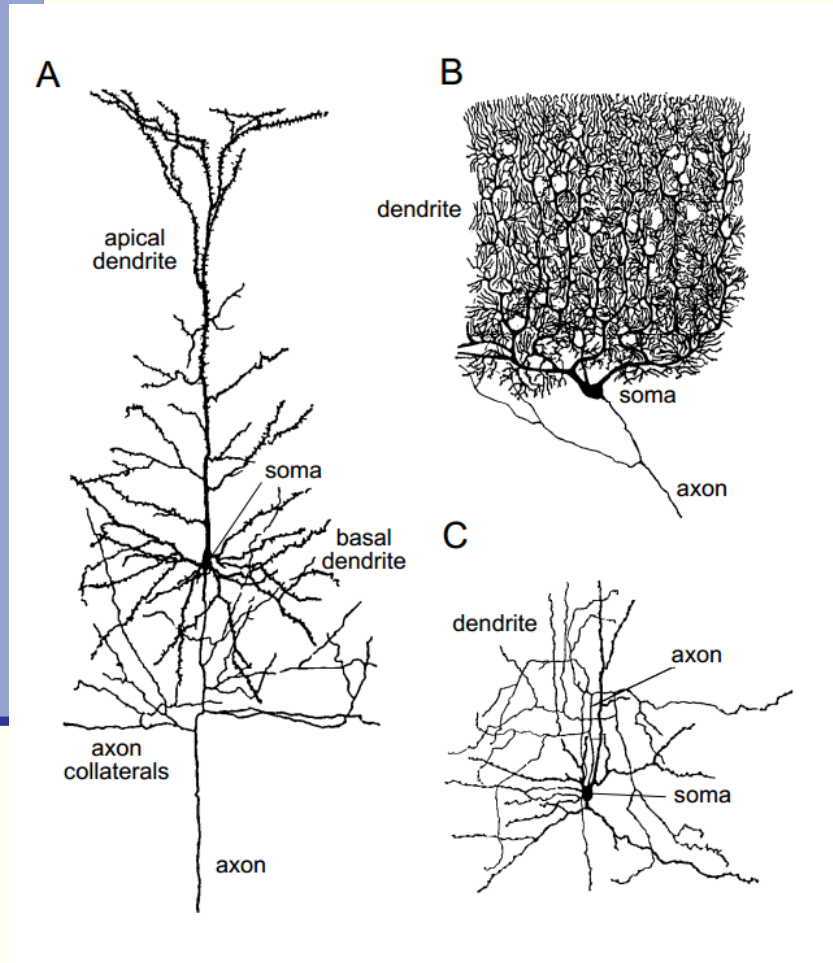 A
apical
dendrite
soma
basal
dendrite
axon
collaterals
axon
B
dendrite
soma
axon
C
dendrite
axon
soma